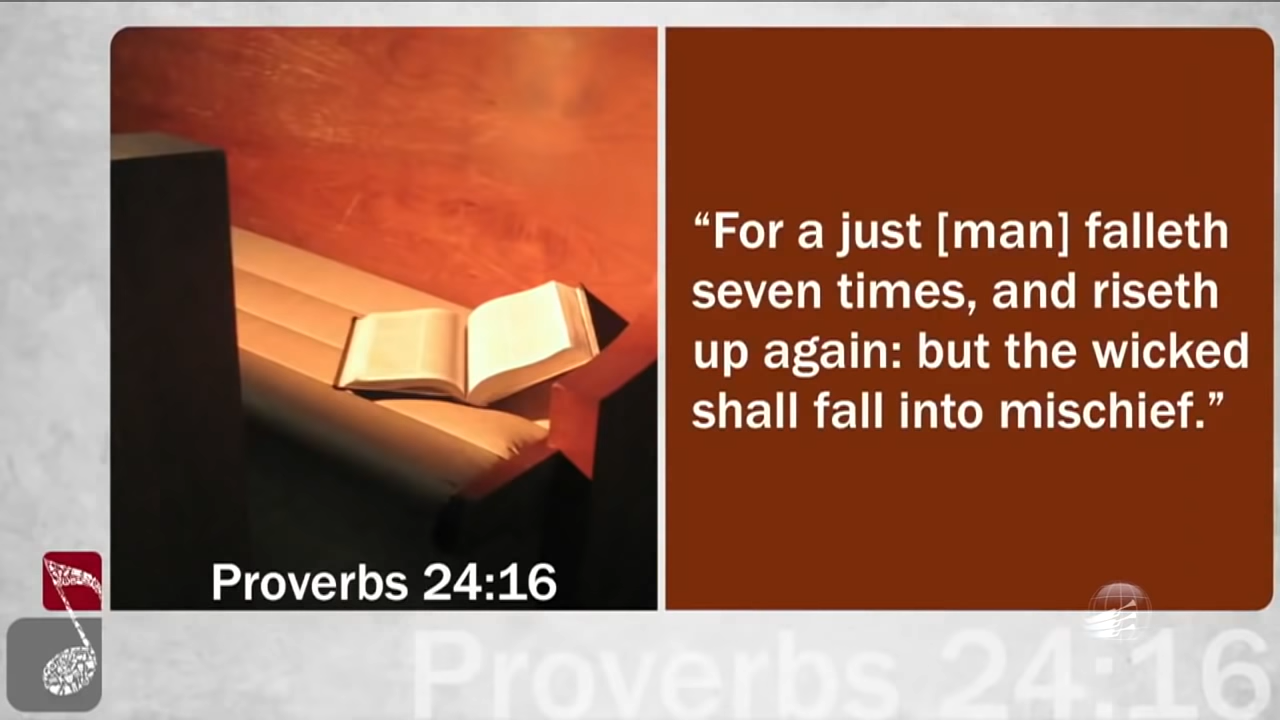 “For a just [man] falleth
seven times, and riseth
up again: but the wicked
shall fall into mischief.”
Proverbs 24:16
Proverbs 24:16